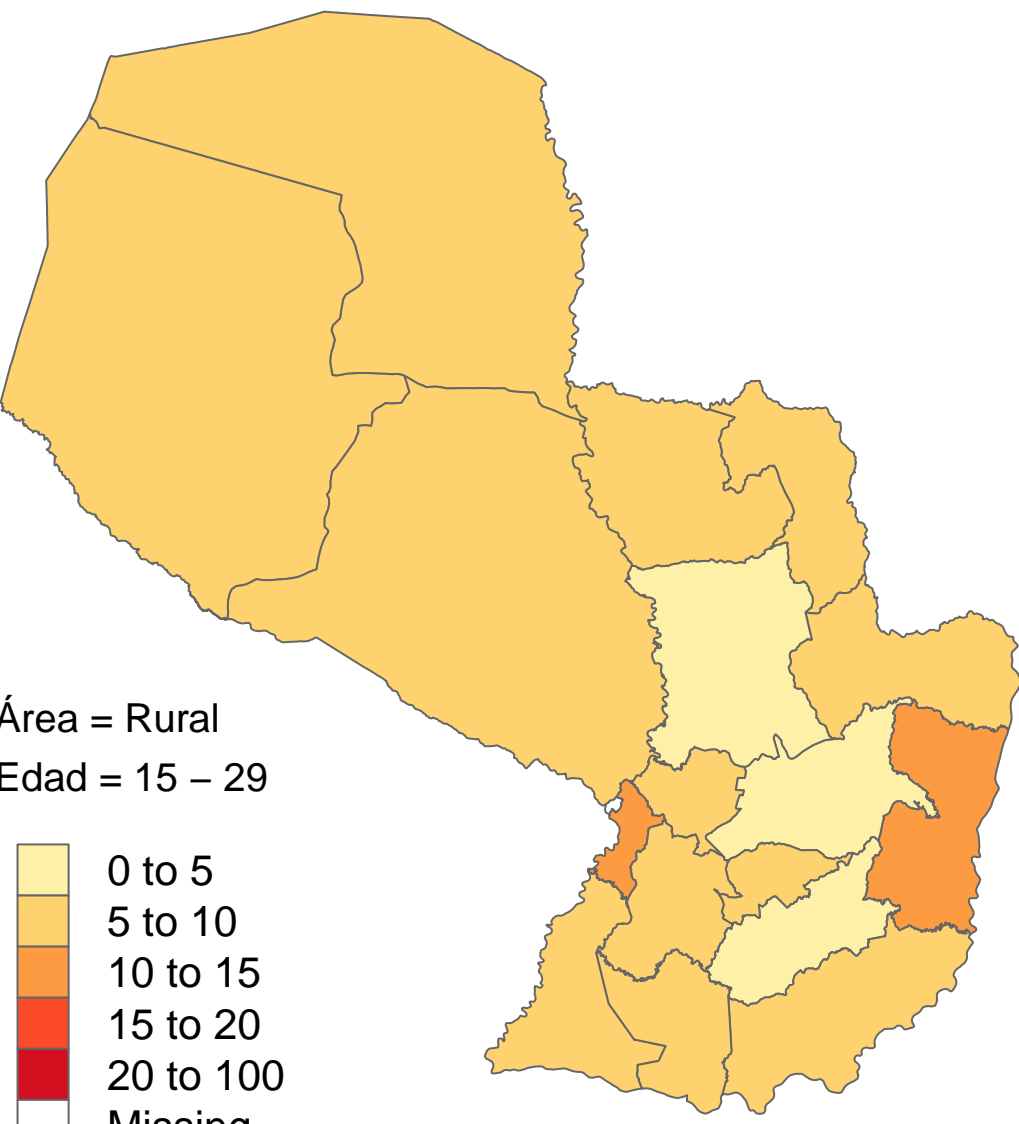 Área = Rural
Edad = 15 – 29
0 to 5
5 to 10
10 to 15
15 to 20
20 to 100
Missing